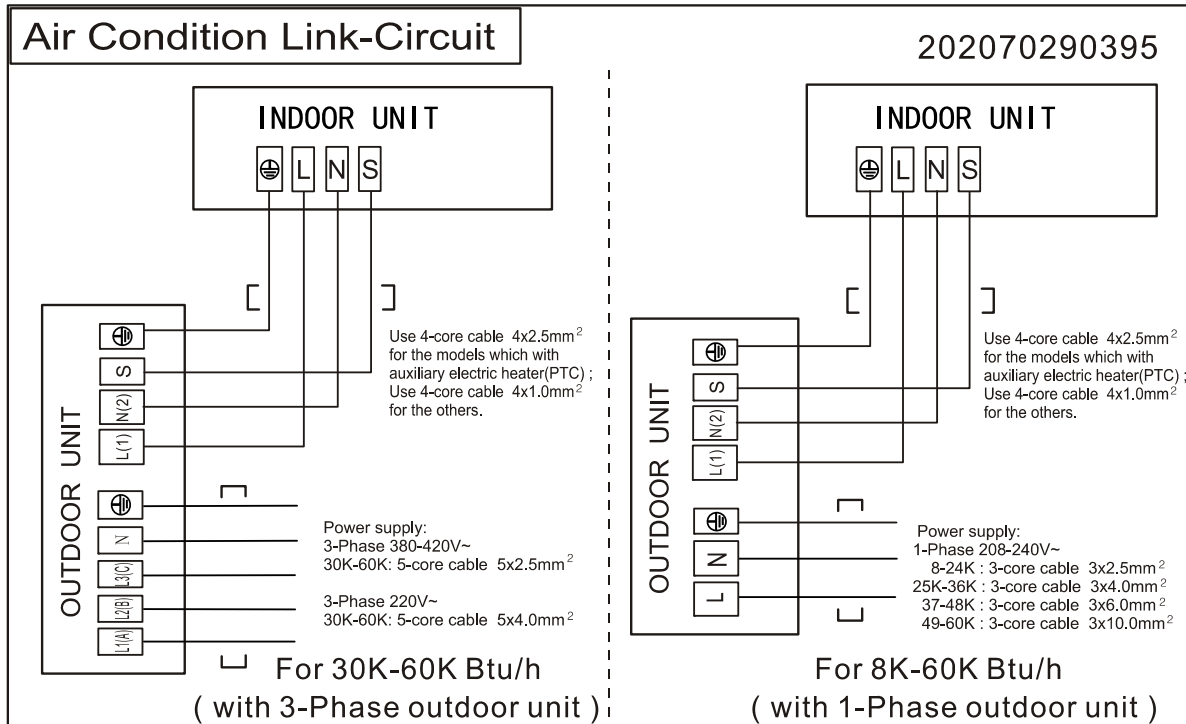 Air Condition Link-Circuit
202070290395
INDOOR UNIT
L N S
OUTDOOR UNIT
S
N(2)
L(1)
N
L3(C)
L2(B)
L1(A)
Use 4-core cable 4x2.5mm²
for the models which with
auxiliary electric heater(PTC) ;
Use 4-core cable 4x1.0mm²
for the others.
Power supply:
3-Phase 380-420V~
30K-60K: 5-core cable 5x2.5mm²
3-Phase 220V~
30K-60K: 5-core cable 5x4.0mm²
For 30K-60K Btu/h
( with 3-Phase outdoor unit )
INDOOR UNIT
L N S
OUTDOOR UNIT
S
N(2)
L(1)
N
L
Use 4-core cable 4x2.5mm²
for the models which with
auxiliary electric heater(PTC) ;
Use 4-core cable 4x1.0mm²
for the others.
Power supply:
1-Phase 208-240V~
8-24K : 3-core cable 3x2.5mm²
25K-36K : 3-core cable 3x4.0mm²
37-48K : 3-core cable 3x6.0mm²
49-60K : 3-core cable 3x10.0mm²
For 8K-60K Btu/h
( with 1-Phase outdoor unit )